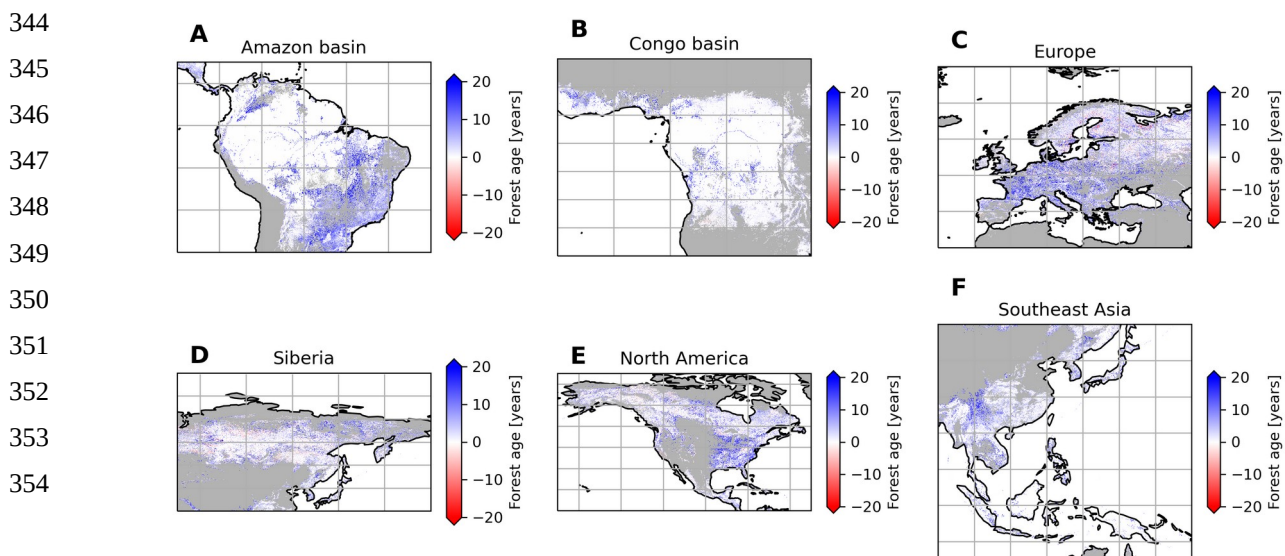 344
345
346
347
348
349
350
351
352
353
354
A
Amazon basin
20
10
0
−10
−20
Forest age [years]
B
Congo basin
20
10
0
−10
−20
Forest age [years]
C
Europe
20
10
0
−10
−20
Forest age [years]
D
Siberia
20
10
0
−10
−20
Forest age [years]
E
North America
20
10
0
−10
−20
Forest age [years]
F
Southeast Asia
20
10
0
−10
−20
Forest age [years]